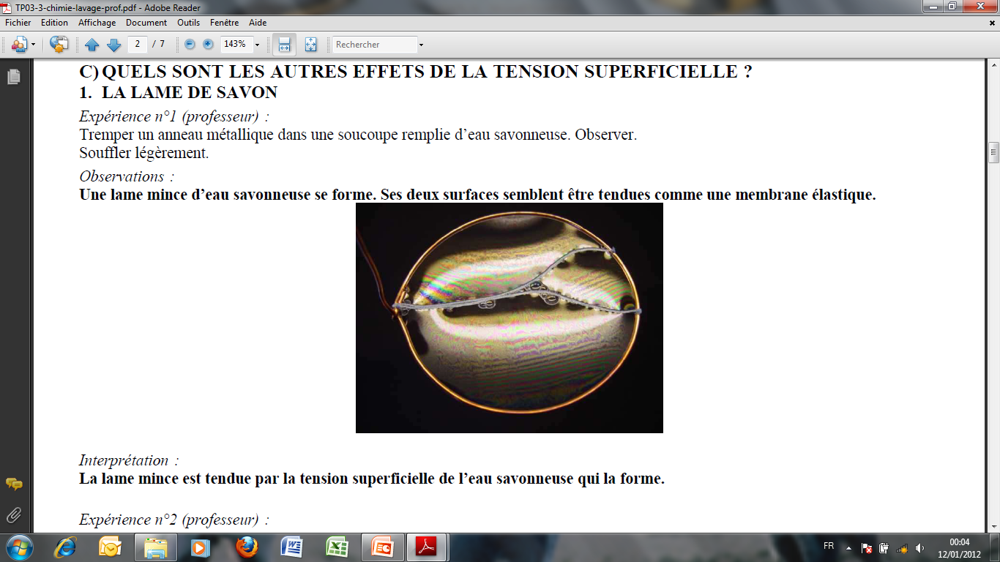 TP03-3-chimie-lavage-prof.pdf - Adobe Reader
Fichier Edition Affichage Document Outils Fenêtre Aide
2 / 7 143% Rechercher
C) QUELS SONT LES AUTRES EFFETS DE LA TENSION SUPERFICIELLE ?
1. LA LAME DE SAVON
Expérience n°1 (professeur) :
Tremper un anneau métallique dans une soucoupe remplie d’eau savonneuse. Observer.
Souffler légèrement.
Observations :
Une lame mince d’eau savonneuse se forme. Ses deux surfaces semblent être tendues comme une membrane élastique.
Interprétation :
La lame mince est tendue par la tension superficielle de l’eau savonneuse qui la forme.
Expérience n°2 (professeur) :
FR
00:04
12/01/2012